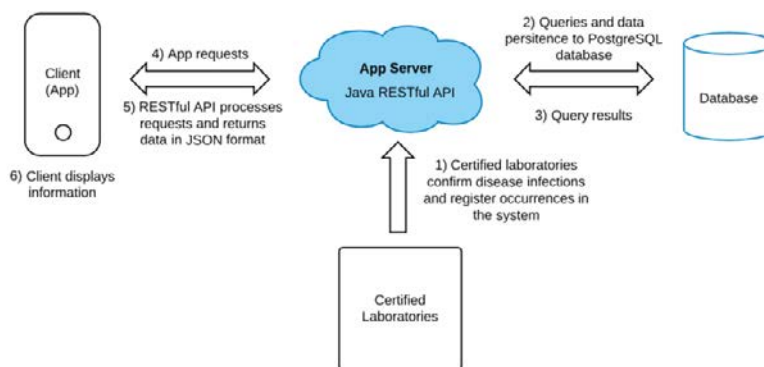 Client
(App)
4) App requests
5) RESTful API processes
requests and returns
data in JSON format
6) Client displays
information
App Server
Java RESTful API
2) Queries and data
persitence to PostgreSQL
database
3) Query results
Database
1) Certified laboratories
confirm disease infections
and register occurrences in
the system
Certified
Laboratories